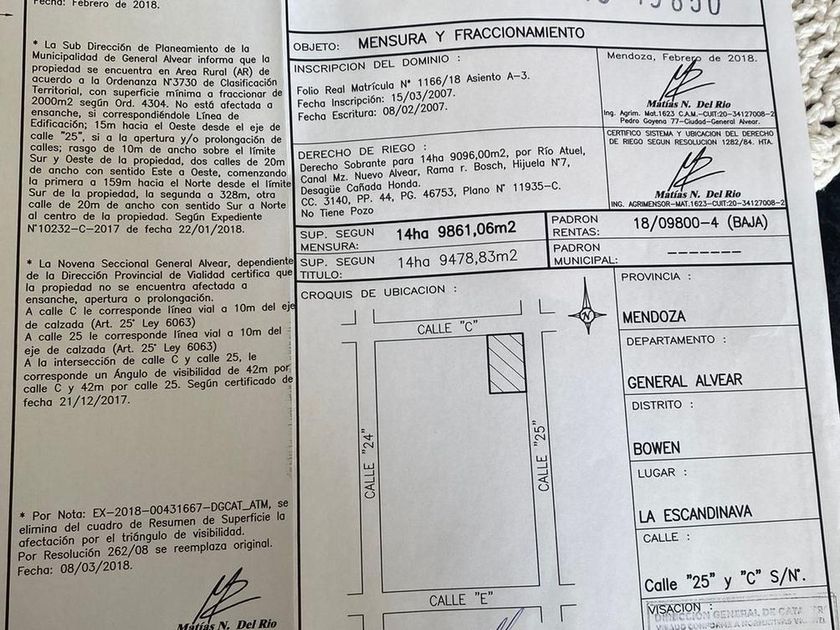 Fecha: Febrero de 2018.
* La Sub Dirección de Planeamiento de la
Municipalidad de General Alvear informa que la
propiedad se encuentra en Area Rural (AR) de
acuerdo a la Ordenanza N°3730 de Clasificación
Territorial, con superficie mínima a fraccionar de
2000m2 según Ord. 4304. No está afectada a
ensanche, si correspondiéndole Línea de
Edificación; 15m hacia el Oeste desde el eje de
calle "25", si a la apertura y/o prolongación de
calles; rasgo de 10m de ancho sobre el límite
Sur y Oeste de la propiedad, dos calles de 20m
de ancho con sentido Este a Oeste, comenzando
la primera a 159m hacia el Norte desde el límite
Sur de la propiedad, la segunda a 328m, otra
calle de 20m de ancho con sentido Sur a Norte
al centro de la propiedad. Según Expediente
N°10232-C-2017 de fecha 22/01/2018.
* La Novena Seccional General Alvear, dependiente
de la Dirección Provincial de Vialidad certifica que
la propiedad no se encuentra afectada a
ensanche, apertura o prolongación.
A calle C le corresponde línea vial a 10m del eje
de calzada (Art. 25° Ley 6063)
A calle 25 le corresponde línea vial a 10m del
eje de calzada (Art. 25° Ley 6063)
A la intersección de calle C y calle 25, le
corresponde un Ángulo de visibilidad de 42m por
calle C y 42m por calle 25. Según certificado de
fecha 21/12/2017.
* Por Nota: EX-2018-00431667-DGCAT_ATM, se
elimina del cuadro de Resumen de Superficie la
afectación por el triángulo de visibilidad.
Por Resolución 262/08 se reemplaza original.
Fecha: 08/03/2018.
Matías N. Del Rio
OBJETO: MENSURA Y FRACCIONAMIENTO
INSCRIPCION DEL DOMINIO :
Folio Real Matrícula N° 1166/18 Asiento A-3.
Fecha Inscripción: 15/03/2007.
Fecha Escritura: 08/02/2007.
Mendoza, Febrero de 2018.
Matías N. Del Rio
Ing. Agrim. Mat.1623 C.A.M.-CUIT:20-34127008-2
Pedro Goyena 77-Ciudad-General Alvear.
DERECHO DE RIEGO :
Derecho Sobrante para 14ha 9096,00m2, por Río Atuel,
Canal Mz. Nuevo Alvear, Rama r. Bosch, Hijuela N°7,
Desagüe Cañada Honda.
CC. 3140, PP. 44, PG. 46753, Plano N° 11935-C.
No Tiene Pozo
CERTIFICO SISTEMA Y UBICACION DEL DERECHO
DE RIEGO SEGUN RESOLUCION 1282/84. HTA.
Matías N. Del Rio
ING. AGRIMENSOR-MAT.1623-CUIT:20-34127008-2
SUP. SEGUN
MENSURA: 14ha 9861,06m2
PADRON
RENTAS: 18/09800-4 (BAJA)
SUP. SEGUN
TITULO: 14ha 9478,83m2
PADRON
MUNICIPAL: -------
CROQUIS DE UBICACION :
N
CALLE "C"
CALLE "24"
CALLE "25"
CALLE "E"
PROVINCIA :
MENDOZA
DEPARTAMENTO :
GENERAL ALVEAR
DISTRITO :
BOWEN
LUGAR :
LA ESCANDINAVA
CALLE :
Calle "25" y "C" S/N°.
VISACION :
DIRECCIÓN GENERAL DE